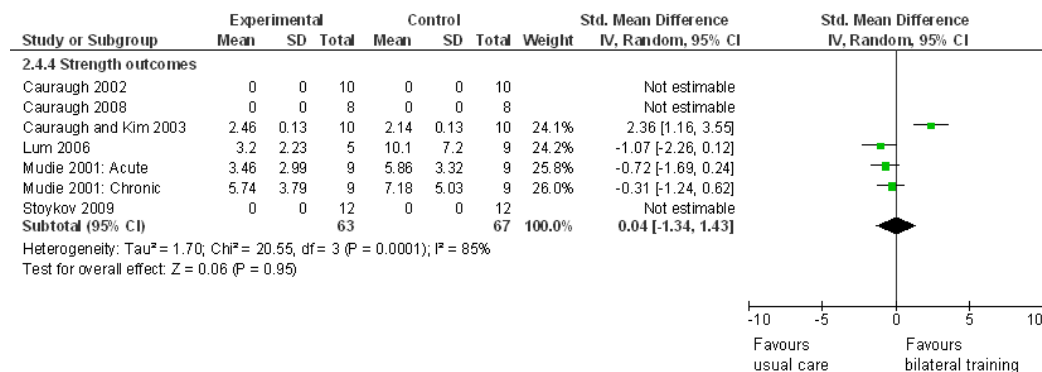 Experimental Control Std. Mean Difference Std. Mean Difference
Study or Subgroup Mean SD Total Mean SD Total Weight IV, Random, 95% CI IV, Random, 95% CI
2.4.4 Strength outcomes
Cauraugh 2002 0 0 10 0 0 10 Not estimable
Cauraugh 2008 0 0 8 0 0 8 Not estimable
Cauraugh and Kim 2003 2.46 0.13 10 2.14 0.13 10 24.1% 2.36 [1.16, 3.55]
Lum 2006 3.2 2.23 5 10.1 7.2 9 24.2% -1.07 [-2.26, 0.12]
Mudie 2001: Acute 3.46 2.99 9 5.86 3.32 9 25.8% -0.72 [-1.69, 0.24]
Mudie 2001: Chronic 5.74 3.79 9 7.18 5.03 9 26.0% -0.31 [-1.24, 0.62]
Stoykov 2009 0 0 12 0 0 12 Not estimable
Subtotal (95% CI) 63 67 100.0% 0.04 [-1.34, 1.43]
Heterogeneity: Tau² = 1.70; Chi² = 20.55, df = 3 (P = 0.0001); I² = 85%
Test for overall effect: Z = 0.06 (P = 0.95)
-10 -5 0 5 10
Favours Favours
usual care bilateral training